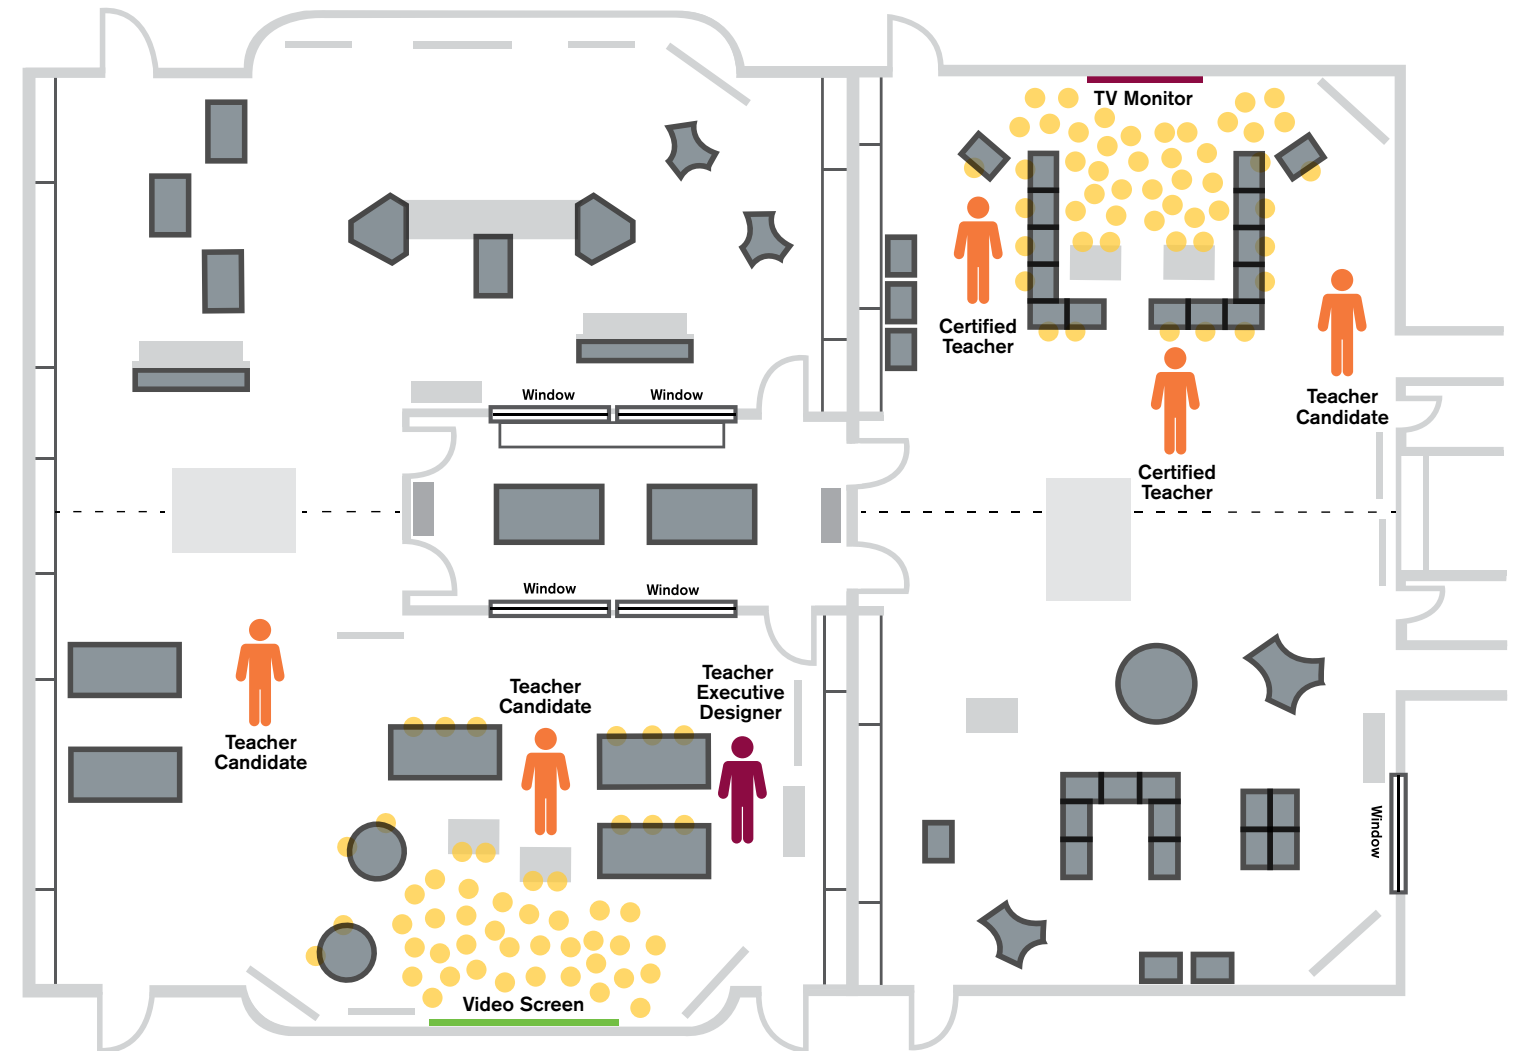 TV Monitor
Certified
Teacher
Teacher
Candidate
Certified
Teacher
Window
Window
Window
Window
Teacher
Candidate
Teacher
Candidate
Teacher
Executive
Designer
Window
Video Screen